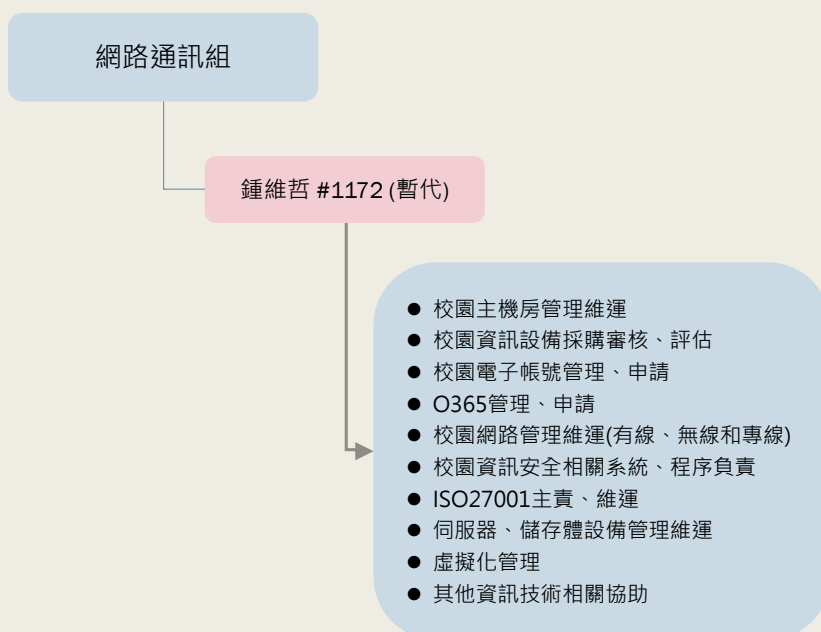 網路通訊組
鍾維哲 #1172 (暫代)
● 校園主機房管理維運
● 校園資訊設備採購審核、評估
● 校園電子帳號管理、申請
● O365管理、申請
● 校園網路管理維運(有線、無線和專線)
● 校園資訊安全相關系統、程序負責
● ISO27001主責、維運
● 伺服器、儲存體設備管理維運
● 虛擬化管理
● 其他資訊技術相關協助